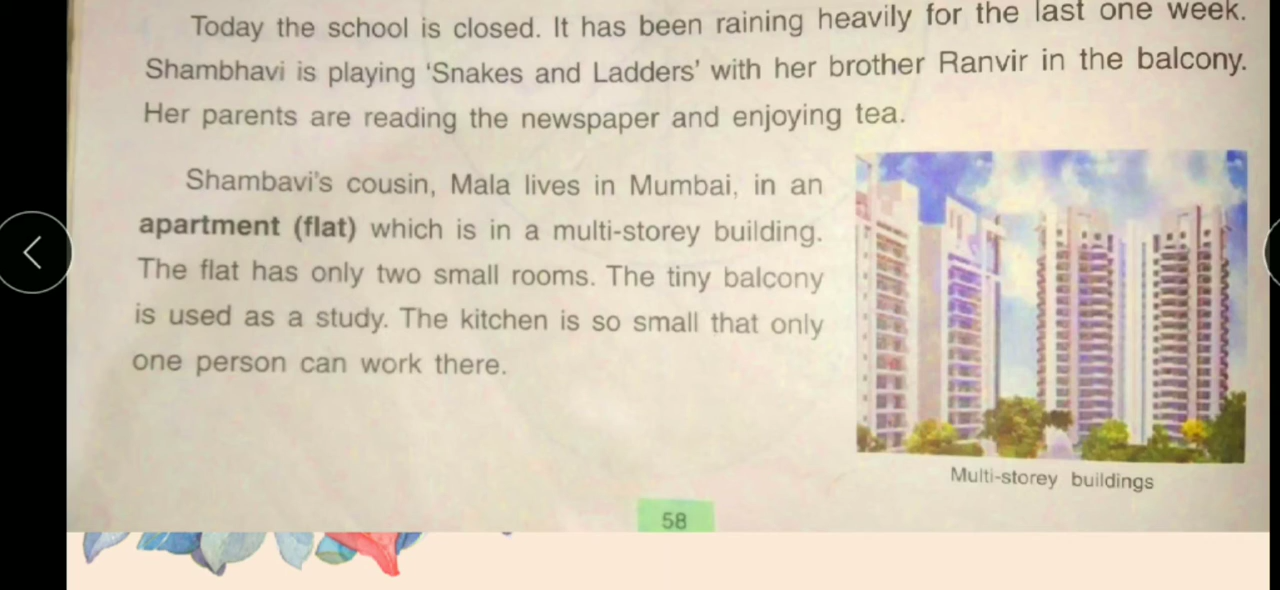 Today the school is closed. It has been raining heavily for the last one week.
Shambhavi is playing ‘Snakes and Ladders’ with her brother Ranvir in the balcony.
Her parents are reading the newspaper and enjoying tea.
Shambavi's cousin, Mala lives in Mumbai, in an
apartment (flat) which is in a multi-storey building.
The flat has only two small rooms. The tiny balcony
is used as a study. The kitchen is so small that only
one person can work there.
Multi-storey buildings
58